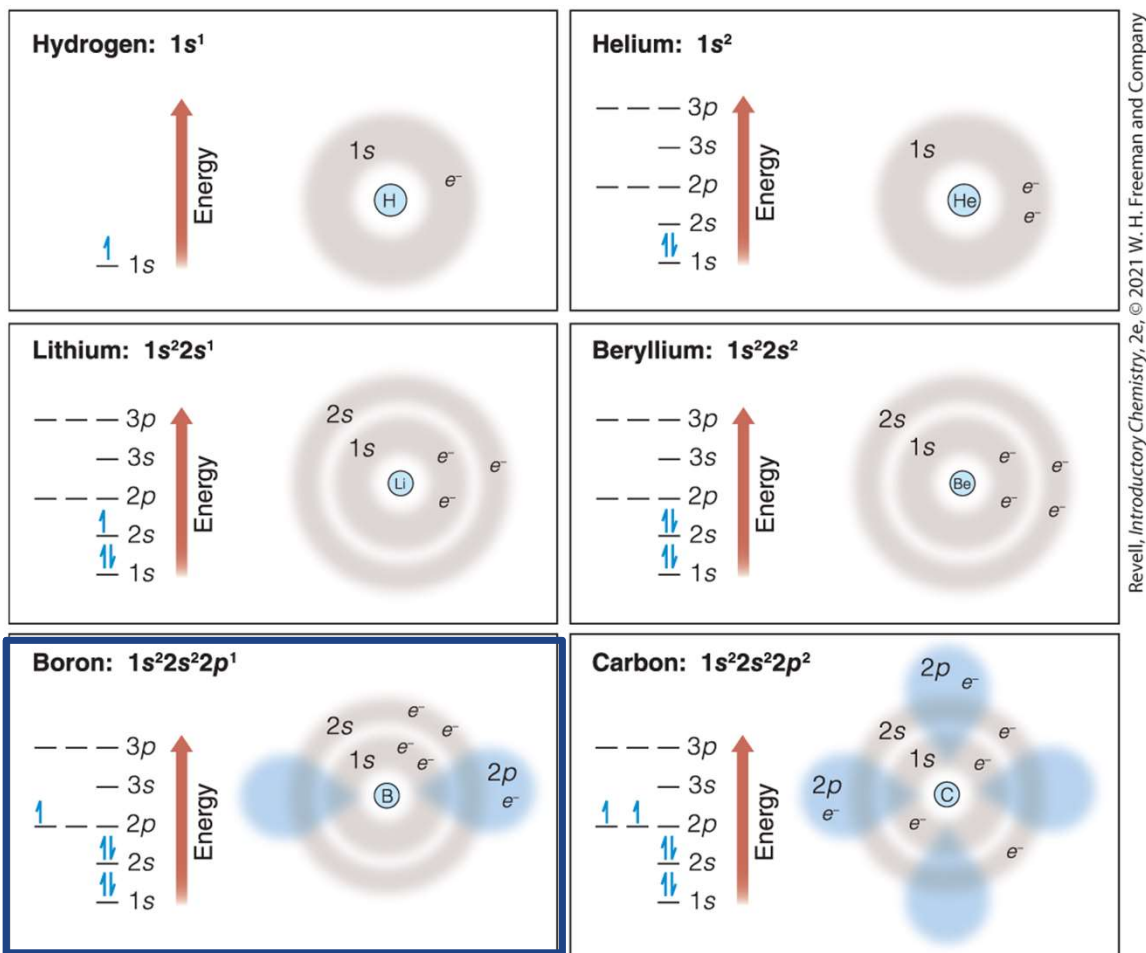 Hydrogen: 1s¹
1s
e⁻
H
Energy
1s
Helium: 1s²
3p
3s
2p
2s
1s
Energy
1s
e⁻
e⁻
He
Lithium: 1s²2s¹
3p
3s
2p
2s
1s
Energy
2s
1s
e⁻
e⁻
e⁻
Li
Beryllium: 1s²2s²
3p
3s
2p
2s
1s
Energy
2s
1s
e⁻
e⁻
e⁻
e⁻
Be
Boron: 1s²2s²2p¹
3p
3s
2p
2s
1s
Energy
2s
1s
e⁻
e⁻
e⁻
e⁻
B
2p
e⁻
Carbon: 1s²2s²2p²
3p
3s
2p
2s
1s
Energy
2p e⁻
2s
1s
e⁻
e⁻
2p
e⁻
C
e⁻
e⁻
Revell, Introductory Chemistry, 2e, © 2021 W. H. Freeman and Company